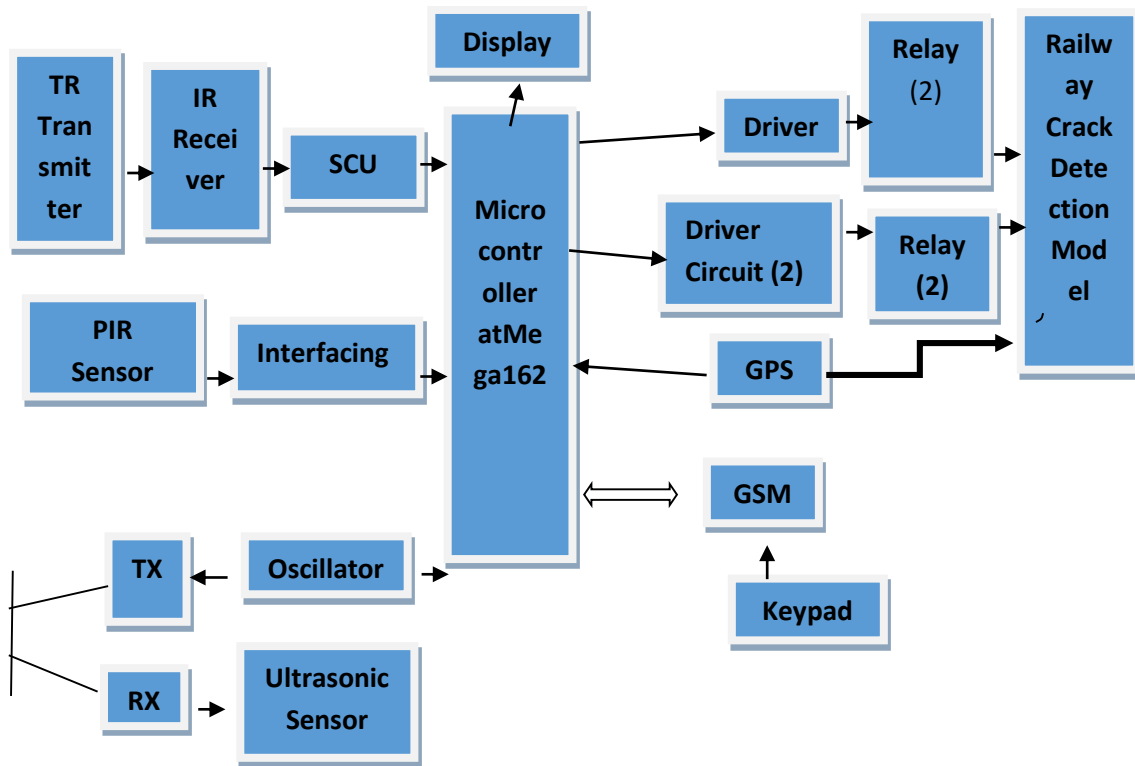 Display
TR
Tran
smit
ter
IR
Recei
ver
SCU
Micro
contr
oller
atMe
ga162
Driver
Relay
(2)
Railw
ay
Crack
Dete
ction
Mod
el
Driver
Circuit (2)
Relay
(2)
PIR
Sensor
Interfacing
GPS
GSM
Keypad
TX
Oscillator
RX
Ultrasonic
Sensor